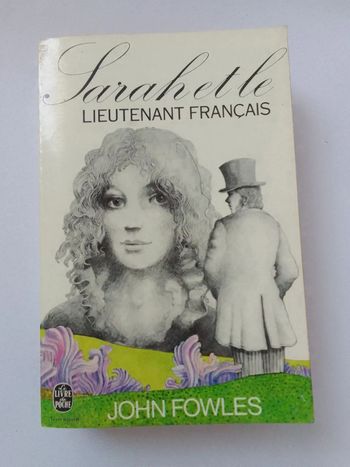 Sarah et le
LIEUTENANT FRANÇAIS
Le
LIVRE
de
POCHE
JOHN FOWLES